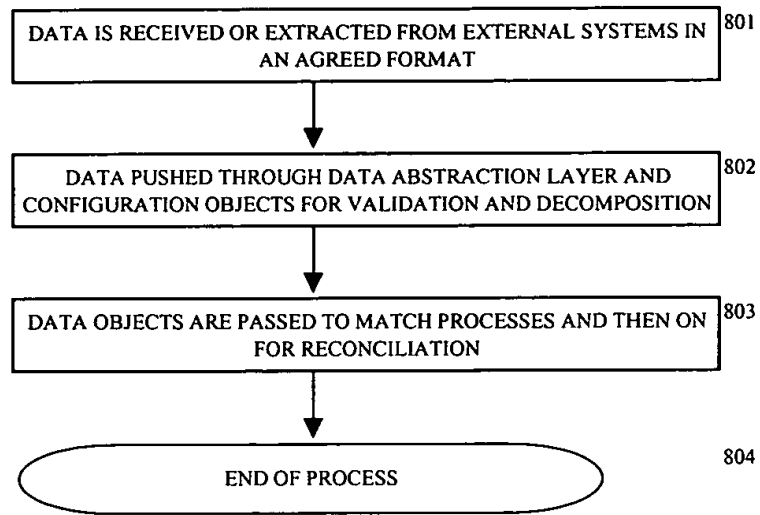 801
DATA IS RECEIVED OR EXTRACTED FROM EXTERNAL SYSTEMS IN
AN AGREED FORMAT
802
DATA PUSHED THROUGH DATA ABSTRACTION LAYER AND
CONFIGURATION OBJECTS FOR VALIDATION AND DECOMPOSITION
803
DATA OBJECTS ARE PASSED TO MATCH PROCESSES AND THEN ON
FOR RECONCILIATION
804
END OF PROCESS